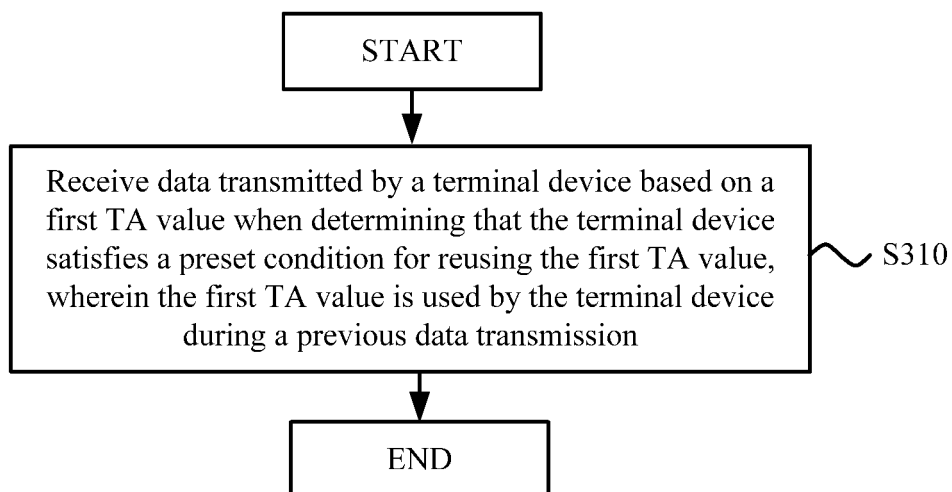 START
Receive data transmitted by a terminal device based on a
first TA value when determining that the terminal device
satisfies a preset condition for reusing the first TA value,
wherein the first TA value is used by the terminal device
during a previous data transmission
S310
END